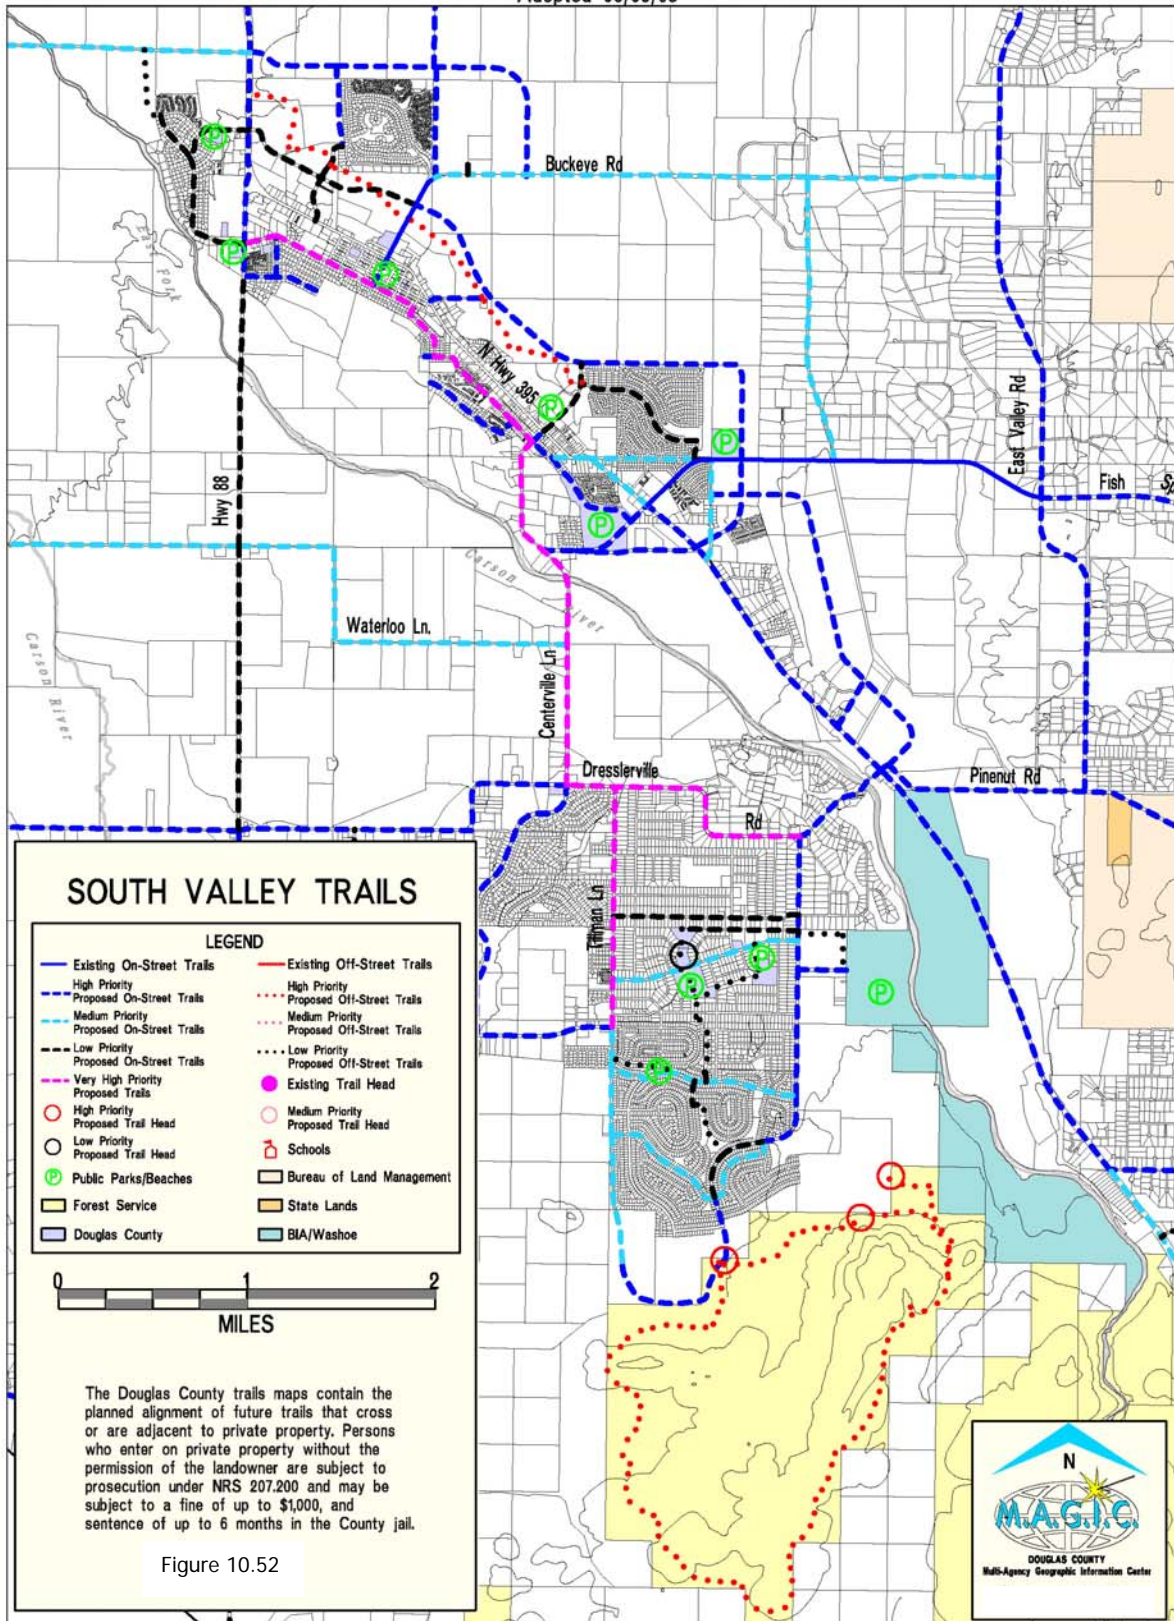 Buckeye Rd
East Fork
N Hwy 395
East Valley Rd
Hwy 88
Fish
Carson River
Waterloo Ln.
Carson River
Centerville Ln
Dresslerville
Pinenut Rd
Rd
Tillman Ln
SOUTH VALLEY TRAILS
LEGEND
Existing On-Street Trails
High Priority
Proposed On-Street Trails
Medium Priority
Proposed On-Street Trails
Low Priority
Proposed On-Street Trails
Very High Priority
Proposed Trails
High Priority
Proposed Trail Head
Low Priority
Proposed Trail Head
P Public Parks/Beaches
Forest Service
Douglas County
Existing Off-Street Trails
High Priority
Proposed Off-Street Trails
Medium Priority
Proposed Off-Street Trails
Low Priority
Proposed Off-Street Trails
Existing Trail Head
Medium Priority
Proposed Trail Head
Schools
Bureau of Land Management
State Lands
BIA/Washoe
0 1 2
MILES
The Douglas County trails maps contain the
planned alignment of future trails that cross
or are adjacent to private property. Persons
who enter on private property without the
permission of the landowner are subject to
prosecution under NRS 207.200 and may be
subject to a fine of up to $1,000, and
sentence of up to 6 months in the County jail.
Figure 10.52
N
M.A.G.I.C.
DOUGLAS COUNTY
Multi-Agency Geographic Information Center